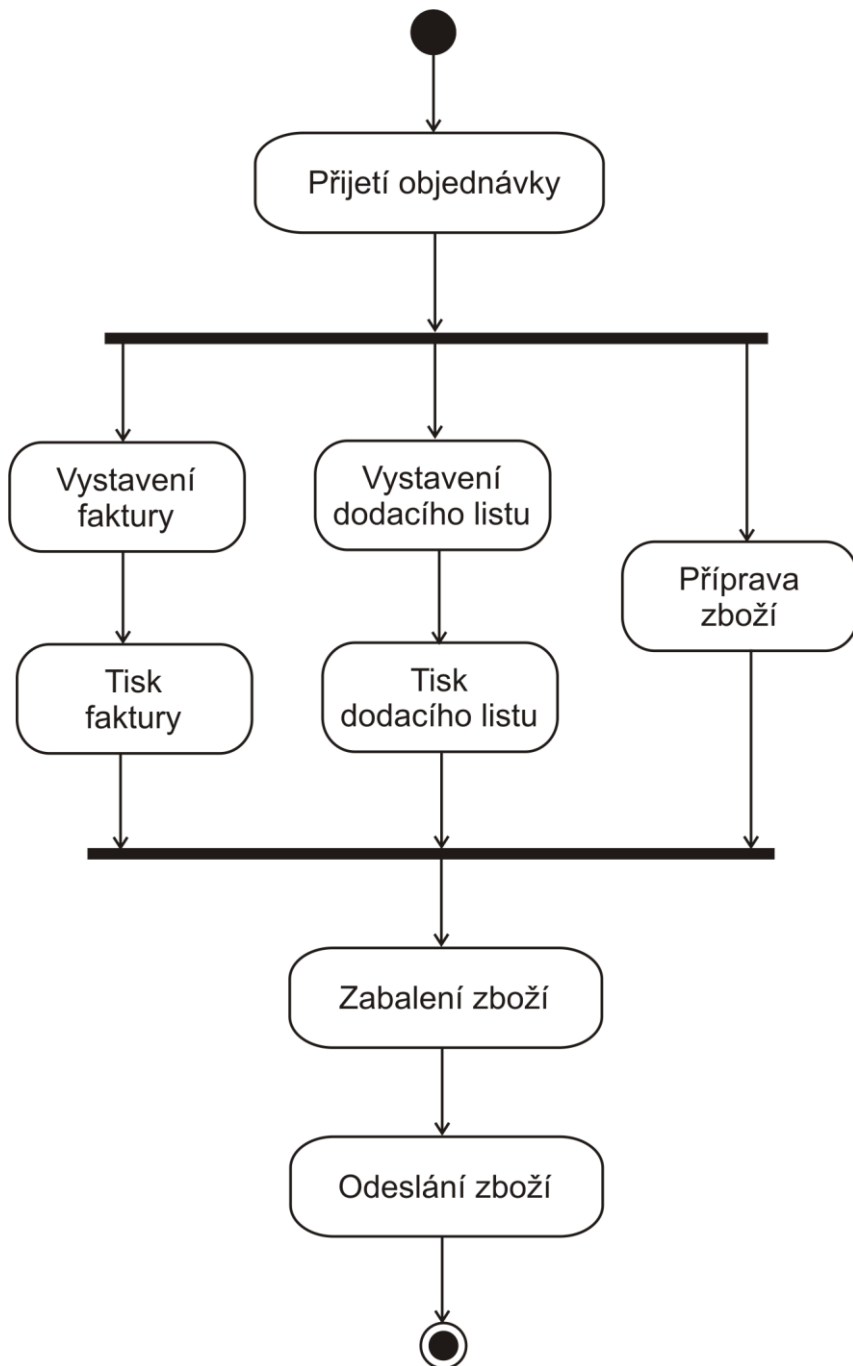 Přijetí objednávky
Vystavení
faktury
Vystavení
dodacího listu
Příprava
zboží
Tisk
faktury
Tisk
dodacího listu
Zabalení zboží
Odeslání zboží